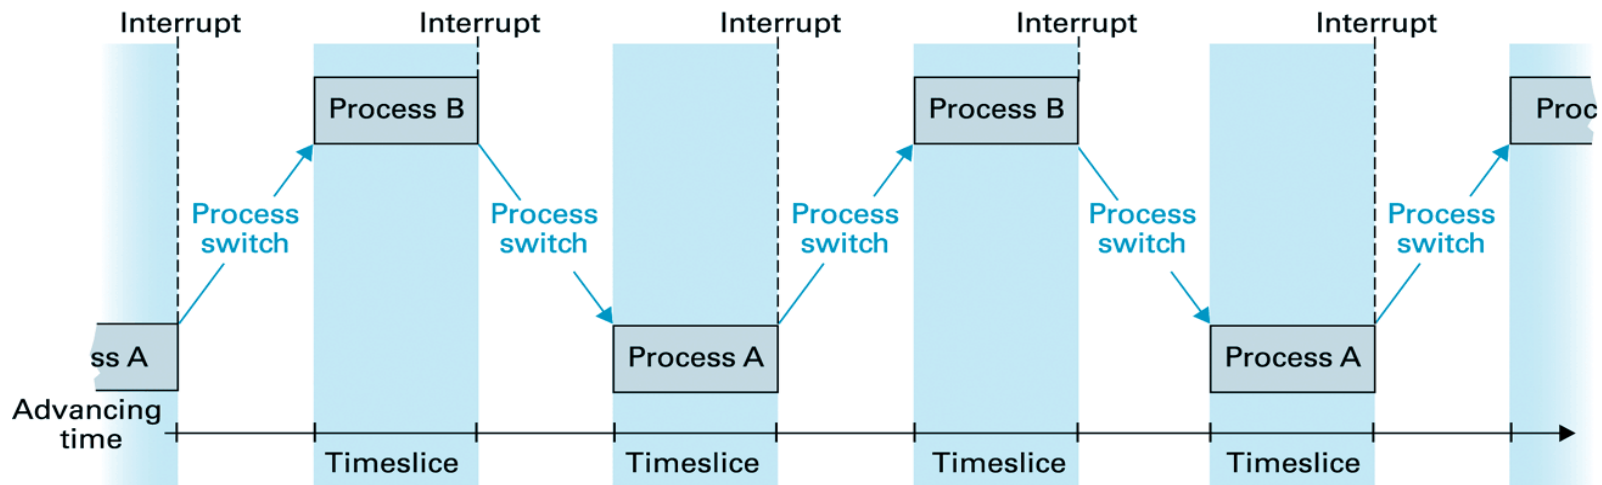 Interrupt Interrupt Interrupt Interrupt Interrupt
Process B Process B Proc
Process Process Process Process Process
switch switch switch switch switch
ss A Process A Process A
Advancing
time
Timeslice Timeslice Timeslice Timeslice